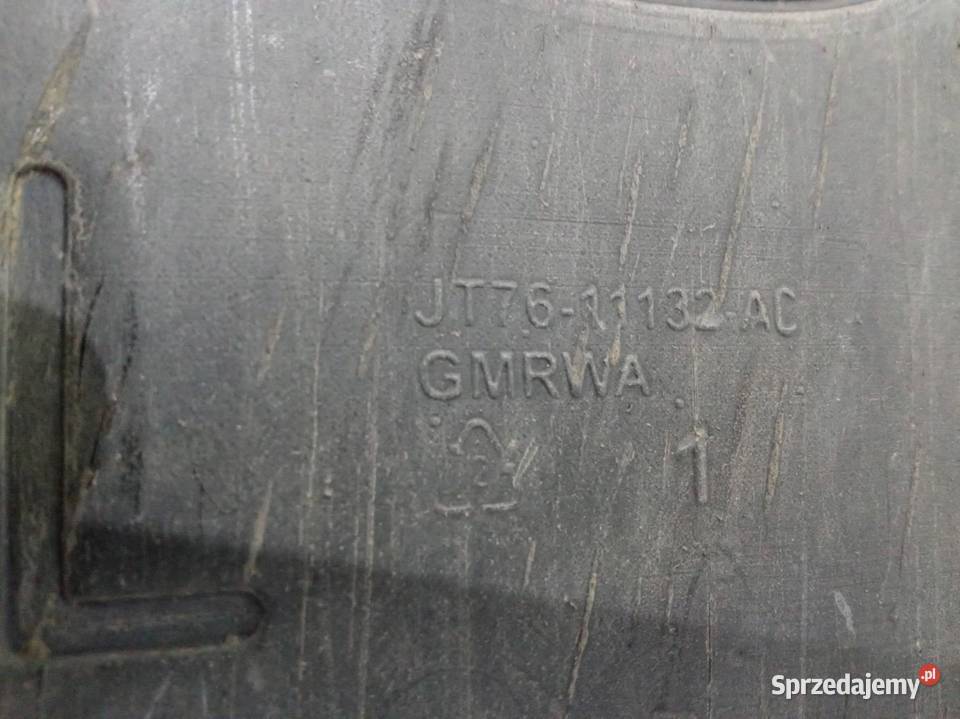 JT76-11132-AC
GMRWA
1
Sprzedajemy.pl